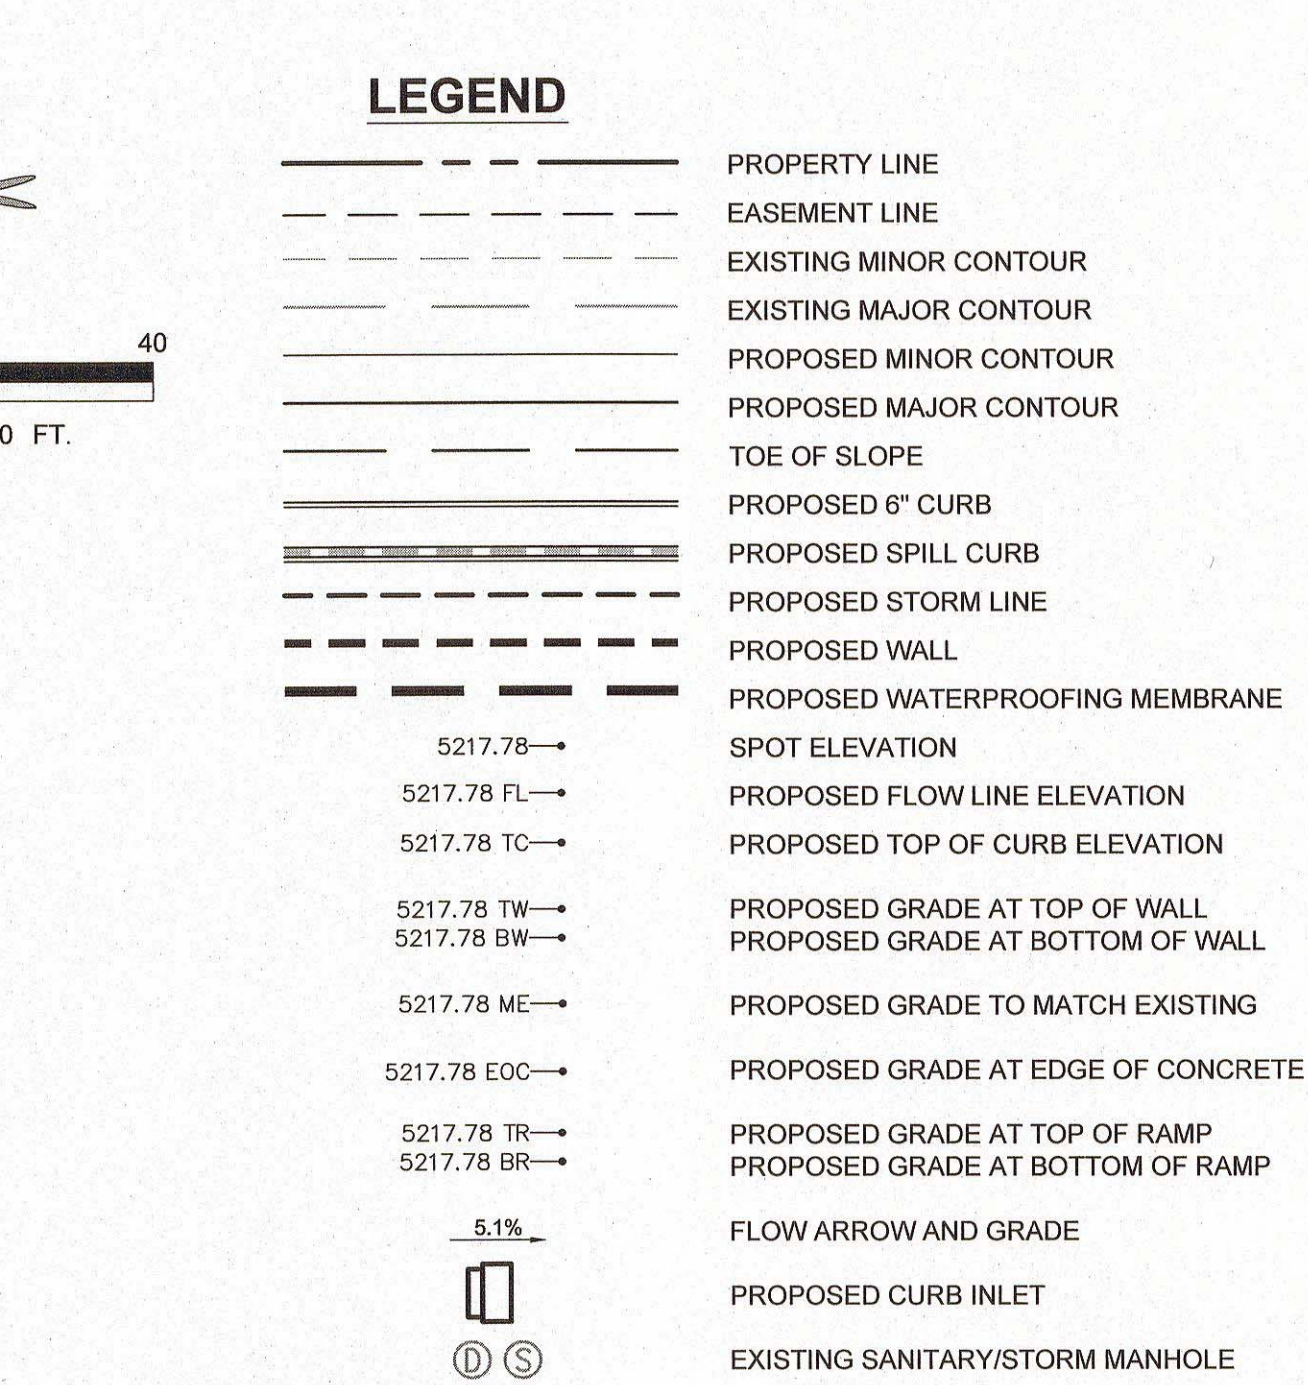 LEGEND
PROPERTY LINE
EASEMENT LINE
EXISTING MINOR CONTOUR
EXISTING MAJOR CONTOUR
40
0 FT.
PROPOSED MINOR CONTOUR
PROPOSED MAJOR CONTOUR
TOE OF SLOPE
PROPOSED 6" CURB
PROPOSED SPILL CURB
PROPOSED STORM LINE
PROPOSED WALL
PROPOSED WATERPROOFING MEMBRANE
5217.78 SPOT ELEVATION
5217.78 FL PROPOSED FLOW LINE ELEVATION
5217.78 TC PROPOSED TOP OF CURB ELEVATION
5217.78 TW PROPOSED GRADE AT TOP OF WALL
5217.78 BW PROPOSED GRADE AT BOTTOM OF WALL
5217.78 ME PROPOSED GRADE TO MATCH EXISTING
5217.78 EOC PROPOSED GRADE AT EDGE OF CONCRETE
5217.78 TR PROPOSED GRADE AT TOP OF RAMP
5217.78 BR PROPOSED GRADE AT BOTTOM OF RAMP
5.1% FLOW ARROW AND GRADE
PROPOSED CURB INLET
D S EXISTING SANITARY/STORM MANHOLE